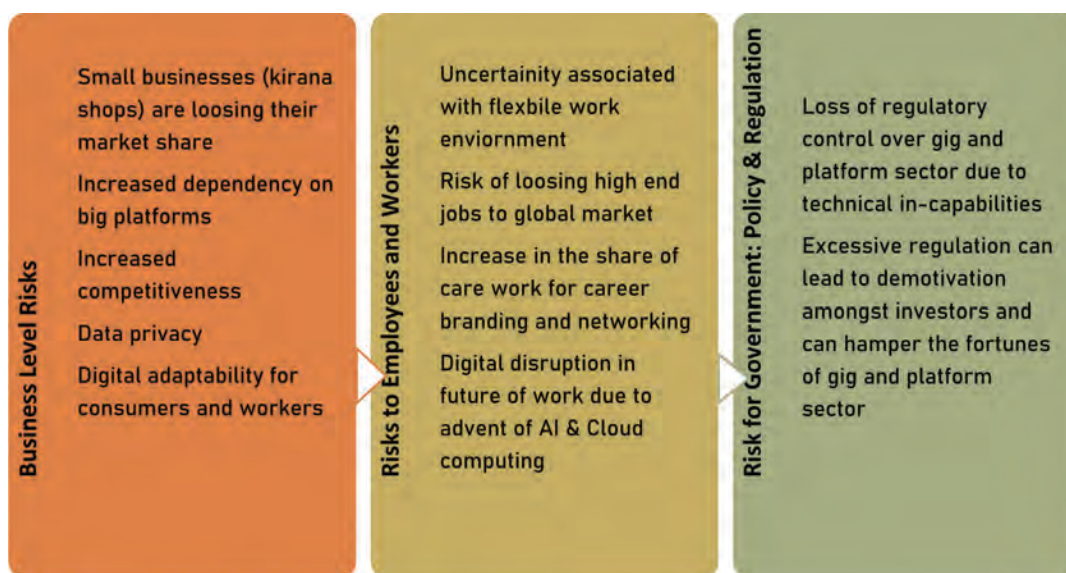 Business Level Risks
Small businesses (kirana
shops) are loosing their
market share
Increased dependency on
big platforms
Increased
competitiveness
Data privacy
Digital adaptability for
consumers and workers
Risks to Employees and Workers
Uncertainity associated
with flexbile work
enviornment
Risk of loosing high end
jobs to global market
Increase in the share of
care work for career
branding and networking
Digital disruption in
future of work due to
advent of AI & Cloud
computing
Risk for Government: Policy & Regulation
Loss of regulatory
control over gig and
platform sector due to
technical in-capabilities
Excessive regulation can
lead to demotivation
amongst investors and
can hamper the fortunes
of gig and platform
sector